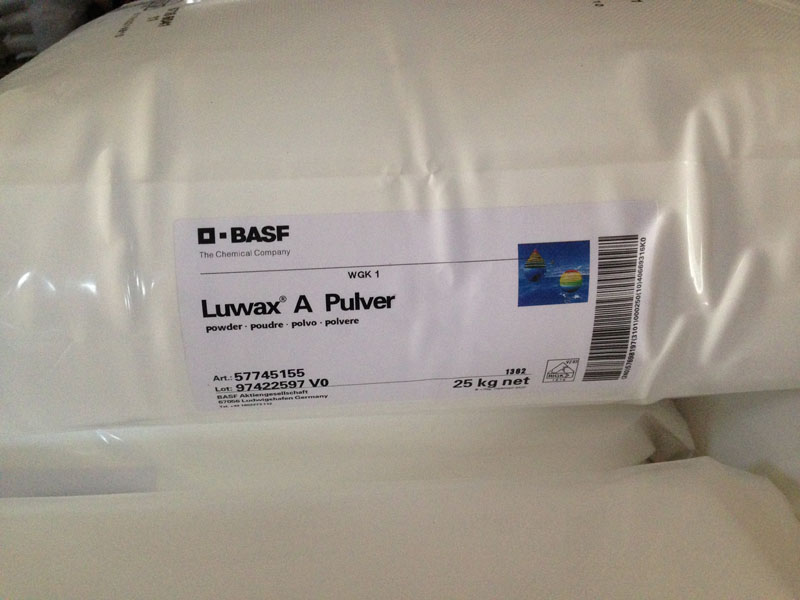 BASF
The Chemical Company
WGK 1
Luwax® A Pulver
powder · poudre · polvo · polvere
Art.: 57745155
Lot: 97422597 V0
BASF Aktiengesellschaft
67056 Ludwigshafen Germany
1302
25 kg net